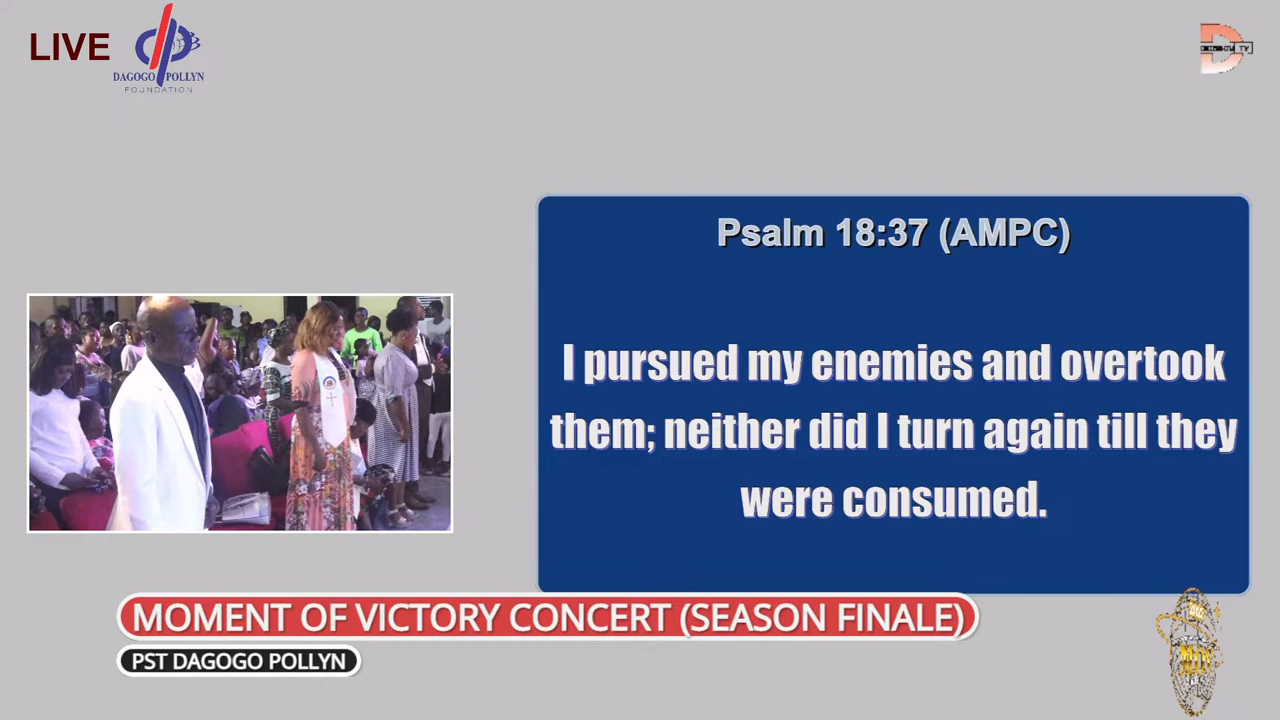 LIVE
DAGOGO POLLYN
FOUNDATION
Psalm 18:37 (AMPC)
I pursued my enemies and overtook
them; neither did I turn again till they
were consumed.
MOMENT OF VICTORY CONCERT (SEASON FINALE)
PST DAGOGO POLLYN